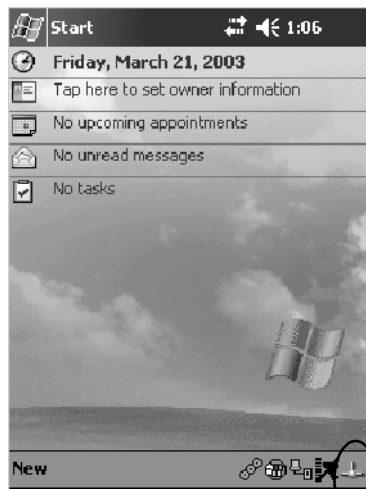 Start 1:06
Friday, March 21, 2003
Tap here to set owner information
No upcoming appointments
No unread messages
No tasks
New